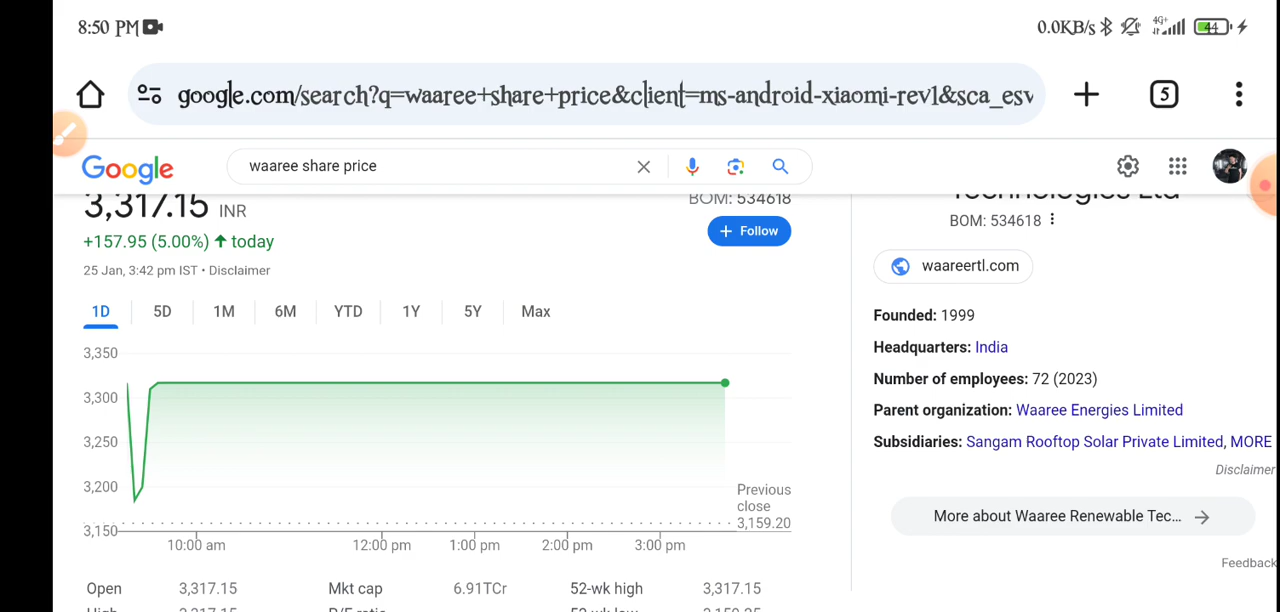 8:50 PM
0.0KB/s 4G+ 44
google.com/search?q=waaree+share+price&client=ms-android-xiaomi-rev1&sca_esv
5
Google
waaree share price
3,317.15 INR
BOM: 534618
+157.95 (5.00%) today
Follow
25 Jan, 3:42 pm IST • Disclaimer
1D 5D 1M 6M YTD 1Y 5Y Max
3,350
3,300
3,250
3,200
3,150
Previous
close
3,159.20
10:00 am 12:00 pm 1:00 pm 2:00 pm 3:00 pm
Open 3,317.15 Mkt cap 6.91TCr 52-wk high 3,317.15
Technologies Ltd
BOM: 534618
waareertl.com
Founded: 1999
Headquarters: India
Number of employees: 72 (2023)
Parent organization: Waaree Energies Limited
Subsidiaries: Sangam Rooftop Solar Private Limited, MORE
Disclaimer
More about Waaree Renewable Tec...
Feedback